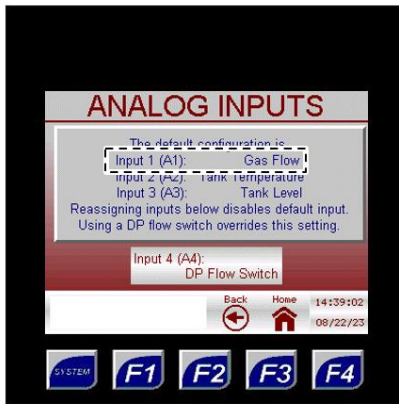 ANALOG INPUTS
The default configuration is
Input 1 (A1): Gas Flow
Input 2 (A2): Tank Temperature
Input 3 (A3): Tank Level
Reassigning inputs below disables default input.
Using a DP flow switch overrides this setting.
Input 4 (A4):
DP Flow Switch
Back Home 14:39:02
08/22/23
SYSTEM F1 F2 F3 F4